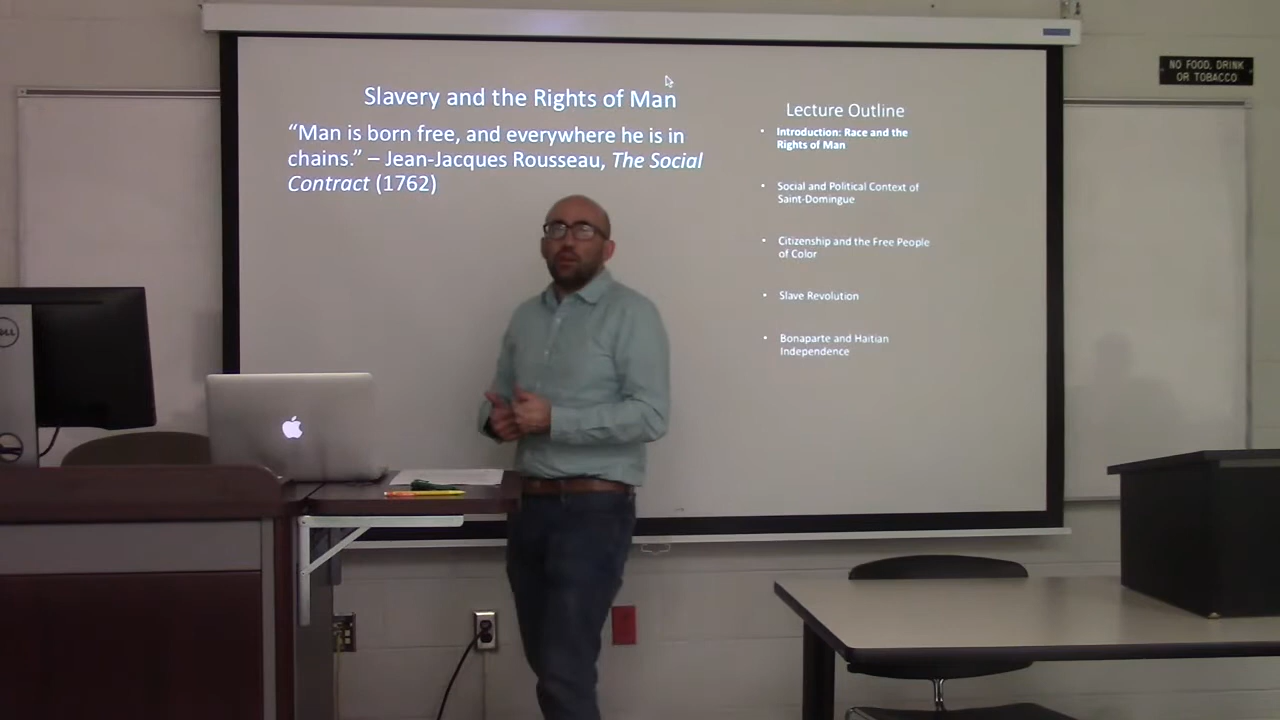 Slavery and the Rights of Man
“Man is born free, and everywhere he is in
chains.” – Jean-Jacques Rousseau, The Social
Contract (1762)
Lecture Outline
• Introduction: Race and the
Rights of Man
• Social and Political Context of
Saint-Domingue
• Citizenship and the Free People
of Color
• Slave Revolution
• Bonaparte and Haitian
Independence
NO FOOD, DRINK
OR TOBACCO
DELL